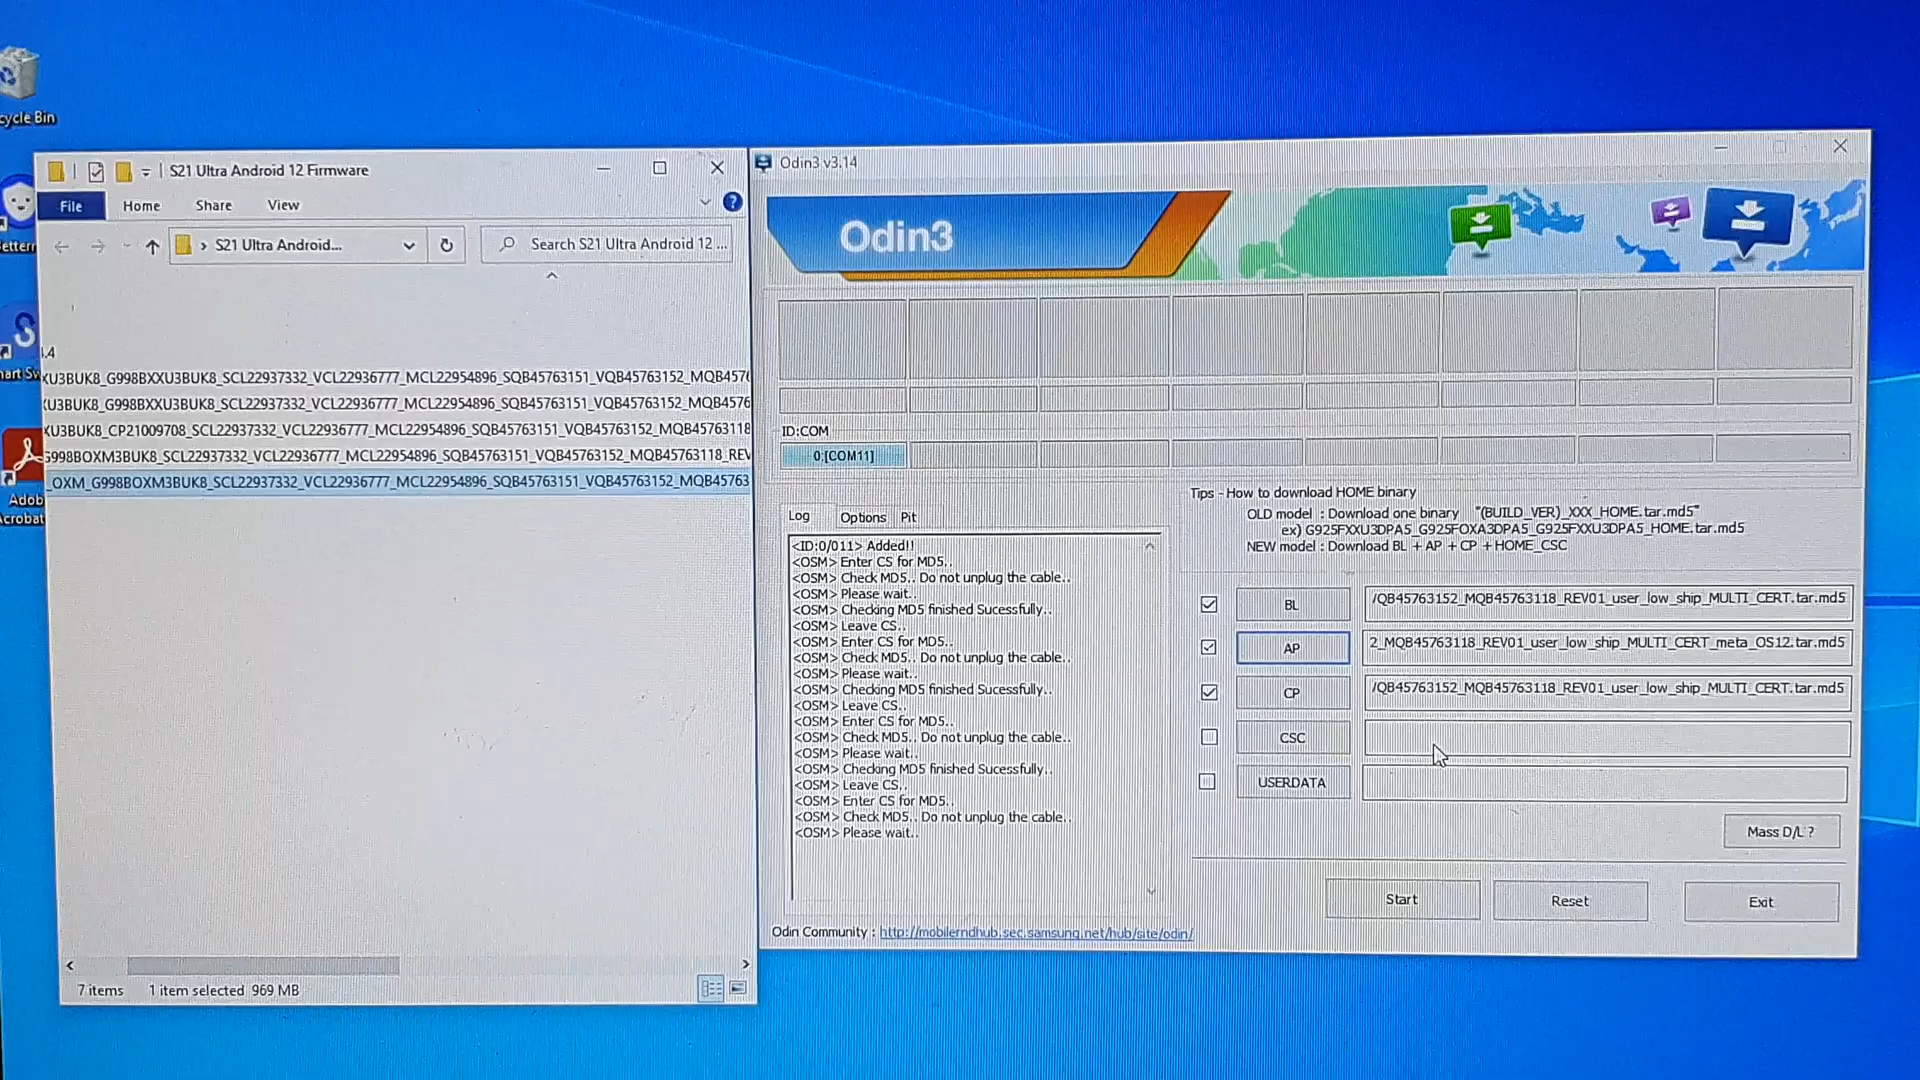 cycle Bin
S21 Ultra Android 12 Firmware
File
Home
Share
View
S21 Ultra Android...
Search S21 Ultra Android 12 ...
.4
XU3BUK8_G998BXXU3BUK8_SCL22937332_VCL22936777_MCL22954896_SQB45763151_VQB45763152_MQB4576
U3BUK8_G998BXXU3BUK8_SCL22937332_VCL22936777_MCL22954896_SQB45763151_VQB45763152_MQB4576
XU3BUK8_CP21009708_SCL22937332_VCL22936777_MCL22954896_SQB45763151_VQB45763152_MQB45763118
G998BOXM3BUK8_SCL22937332_VCL22936777_MCL22954896_SQB45763151_VQB45763152_MQB45763118_REV
_OXM_G998BOXM3BUK8_SCL22937332_VCL22936777_MCL22954896_SQB45763151_VQB45763152_MQB45763
Adob
Acrobat
7 items
1 item selected 969 MB
Odin3 v3.14
Odin3
ID:COM
0:[COM11]
Log
Options
Pit
<ID:0/011> Added!!
<OSM> Enter CS for MD5..
<OSM> Check MD5.. Do not unplug the cable..
<OSM> Please wait..
<OSM> Checking MD5 finished Sucessfully..
<OSM> Leave CS..
<OSM> Enter CS for MD5..
<OSM> Check MD5.. Do not unplug the cable..
<OSM> Please wait..
<OSM> Checking MD5 finished Sucessfully..
<OSM> Leave CS..
<OSM> Enter CS for MD5..
<OSM> Check MD5.. Do not unplug the cable..
<OSM> Please wait..
<OSM> Checking MD5 finished Sucessfully..
<OSM> Leave CS..
<OSM> Enter CS for MD5..
<OSM> Check MD5.. Do not unplug the cable..
<OSM> Please wait..
Odin Community : http://mobilerndhub.sec.samsung.net/hub/site/odin/
Tips - How to download HOME binary
OLD model : Download one binary "(BUILD_VER)_XXX_HOME.tar.md5"
ex) G925FXXU3DPA5_G925FOXA3DPA5_G925FXXU3DPA5_HOME.tar.md5
NEW model : Download BL + AP + CP + HOME_CSC
BL
/QB45763152_MQB45763118_REV01_user_low_ship_MULTI_CERT.tar.md5
AP
2_MQB45763118_REV01_user_low_ship_MULTI_CERT_meta_OS12.tar.md5
CP
/QB45763152_MQB45763118_REV01_user_low_ship_MULTI_CERT.tar.md5
CSC
USERDATA
Mass D/L ?
Start
Reset
Exit